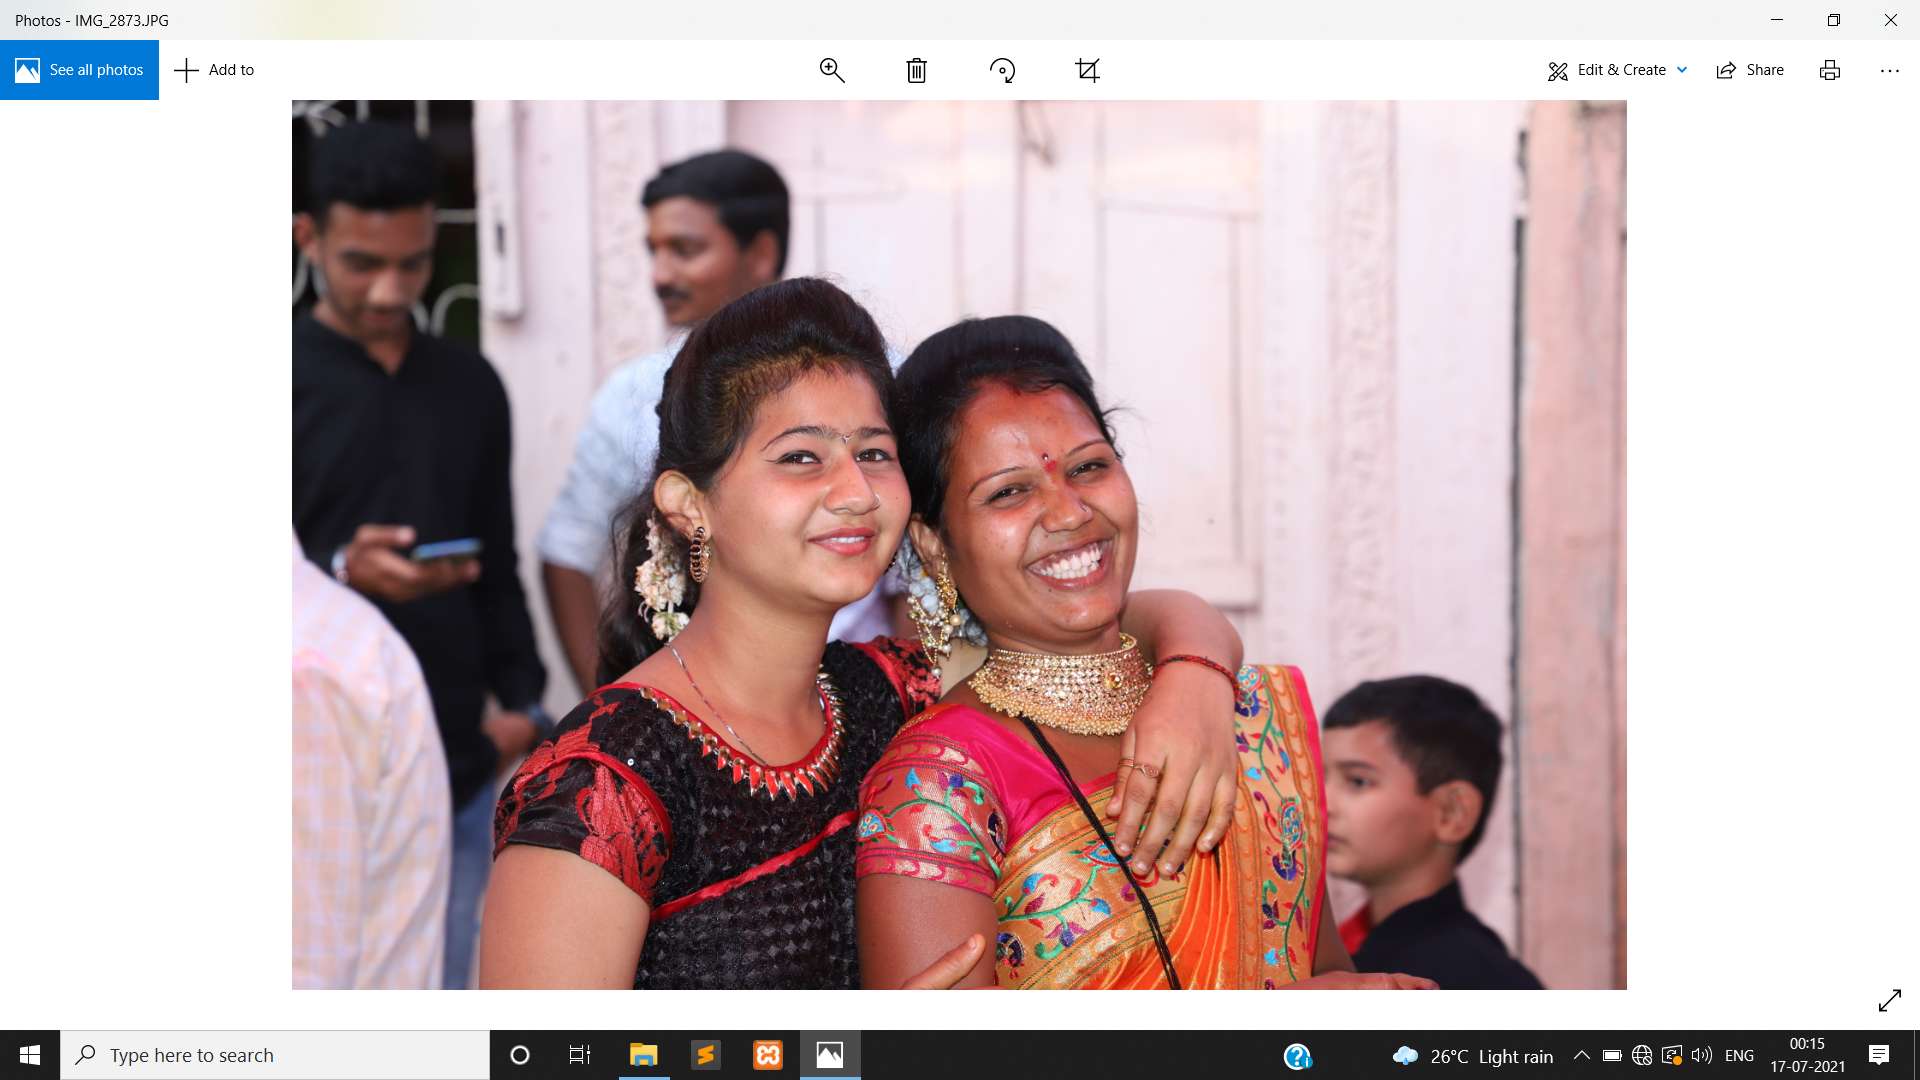 Photos - IMG_2873.JPG
See all photos
Add to
Edit & Create
Share
Type here to search
26°C Light rain
ENG
00:15
17-07-2021